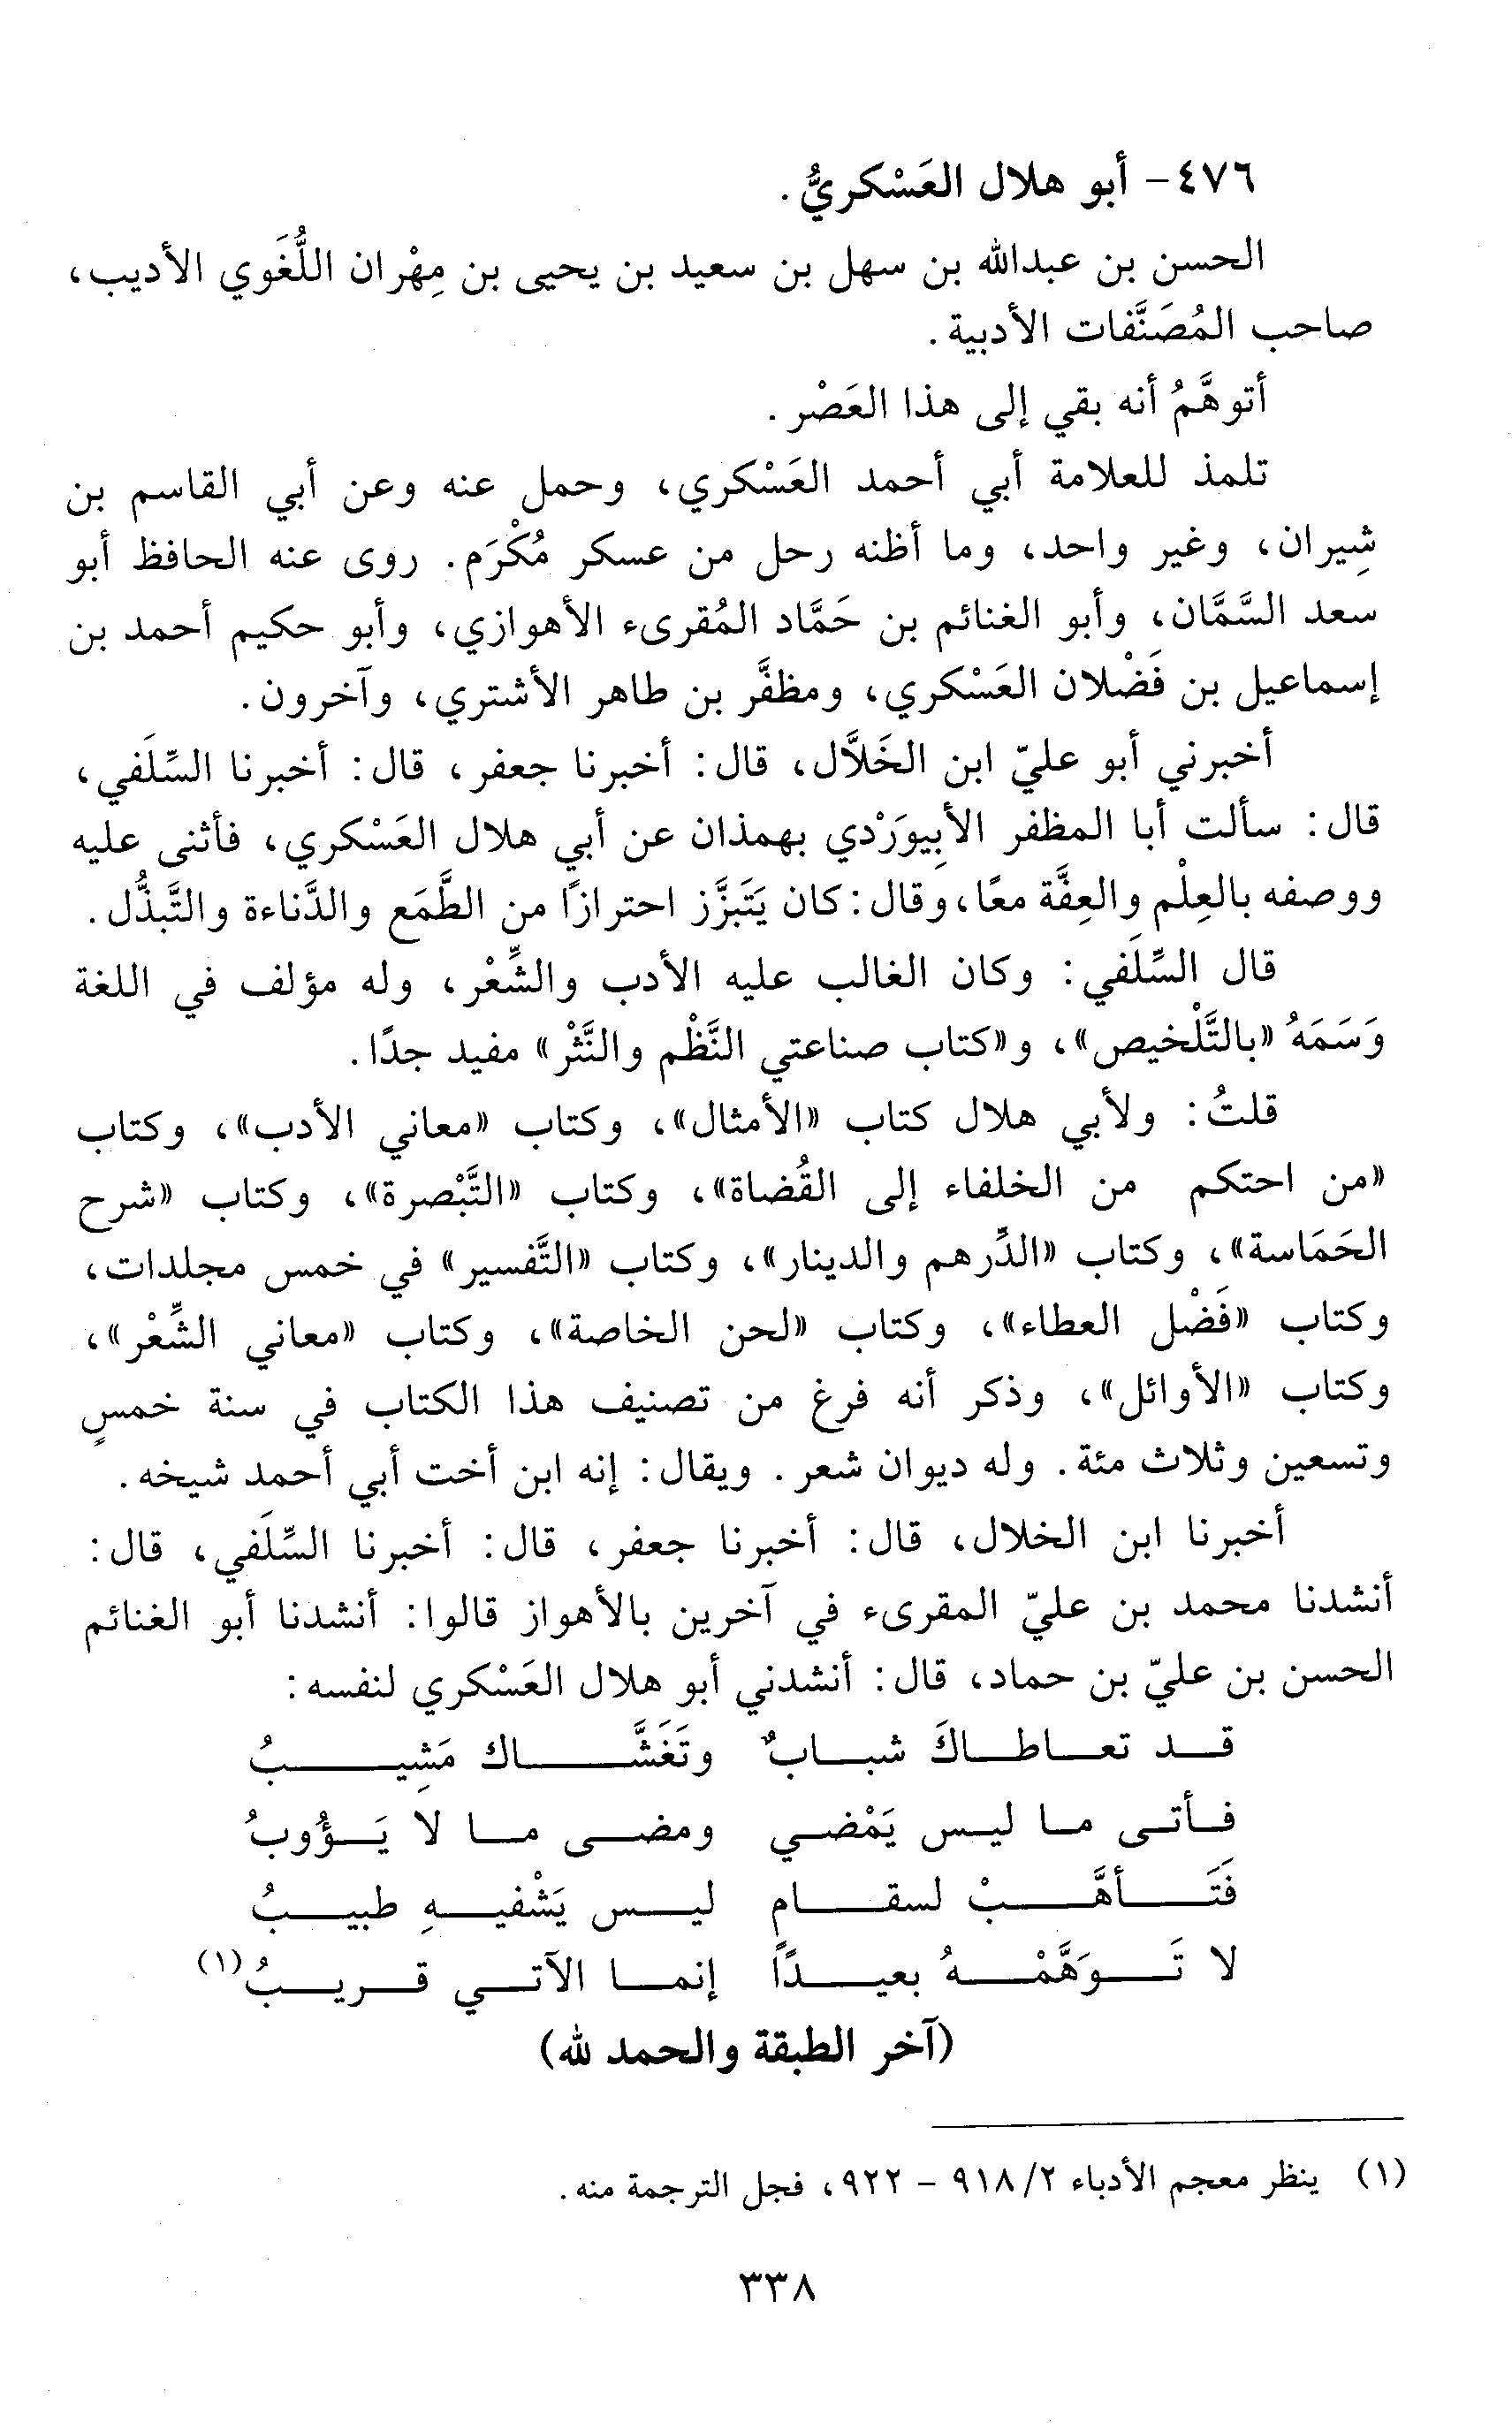 ٤٧٦- أبو هلال العَسْكريُّ.
الحسن بن عبدالله بن سهل بن سعيد بن يحيى بن مِهْران اللُّغَوي الأديب،
صاحب المُصَنَّفات الأدبية.
أتوهَّمُ أنه بقي إلى هذا العَصْر.
تلمذ للعلامة أبي أحمد العَسْكري، وحمل عنه وعن أبي القاسم بن
شِيران، وغير واحد، وما أظنه رحل من عسكر مُكْرَم. روى عنه الحافظ أبو
سعد السَّمَّان، وأبو الغنائم بن حَمَّاد المُقرىء الأهوازي، وأبو حكيم أحمد بن
إسماعيل بن فَضْلان العَسْكري، ومظفَّر بن طاهر الأشتري، وآخرون.
أخبرني أبو عليّ ابن الخَلاَّل، قال: أخبرنا جعفر، قال: أخبرنا السِّلَفي،
قال: سألت أبا المظفر الأبِيوَرْدي بهمذان عن أبي هلال العَسْكري، فأثنى عليه
ووصفه بالعِلْم والعِفَّة معًا، وقال: كان يَتَبَزَّز احترازًا من الطَّمَع والدَّناءة والتَّبذُّل.
قال السِّلَفي: وكان الغالب عليه الأدب والشِّعْر، وله مؤلف في اللغة
وَسَمَهُ «بالتَّلْخيص»، و«كتاب صناعتي النَّظْم والنَّثْر» مفيد جدًا.
قلتُ: ولأبي هلال كتاب «الأمثال»، وكتاب «معاني الأدب»، وكتاب
«من احتكم من الخلفاء إلى القُضاة»، وكتاب «التَّبْصرة»، وكتاب «شرح
الحَمَاسة»، وكتاب «الدِّرهم والدينار»، وكتاب «التَّفسير» في خمس مجلدات،
وكتاب «فَضْل العطاء»، وكتاب «لحن الخاصة»، وكتاب «معاني الشِّعْر»،
وكتاب «الأوائل»، وذكر أنه فرغ من تصنيف هذا الكتاب في سنة خمسٍ
وتسعين وثلاث مئة. وله ديوان شعر. ويقال: إنه ابن أخت أبي أحمد شيخه.
أخبرنا ابن الخلال، قال: أخبرنا جعفر، قال: أخبرنا السِّلَفي، قال:
أنشدنا محمد بن عليّ المقرىء في آخرين بالأهواز قالوا: أنشدنا أبو الغنائم
الحسن بن عليّ بن حماد، قال: أنشدني أبو هلال العَسْكري لنفسه:
قد تعاطاكَ شبابٌ وتَغَشَّاك مَشِيبُ
فأتى ما ليس يَمْضي ومضى ما لا يَؤُوبُ
فَتَأهَّبْ لسقامٍ ليس يَشْفيهِ طبيبُ
لا تَوَهَّمْهُ بعيدًا إنما الآتي قريبُ(١)
(آخر الطبقة والحمد لله)
(١) ينظر معجم الأدباء ٢/ ٩١٨ - ٩٢٢، فجل الترجمة منه.
٣٣٨